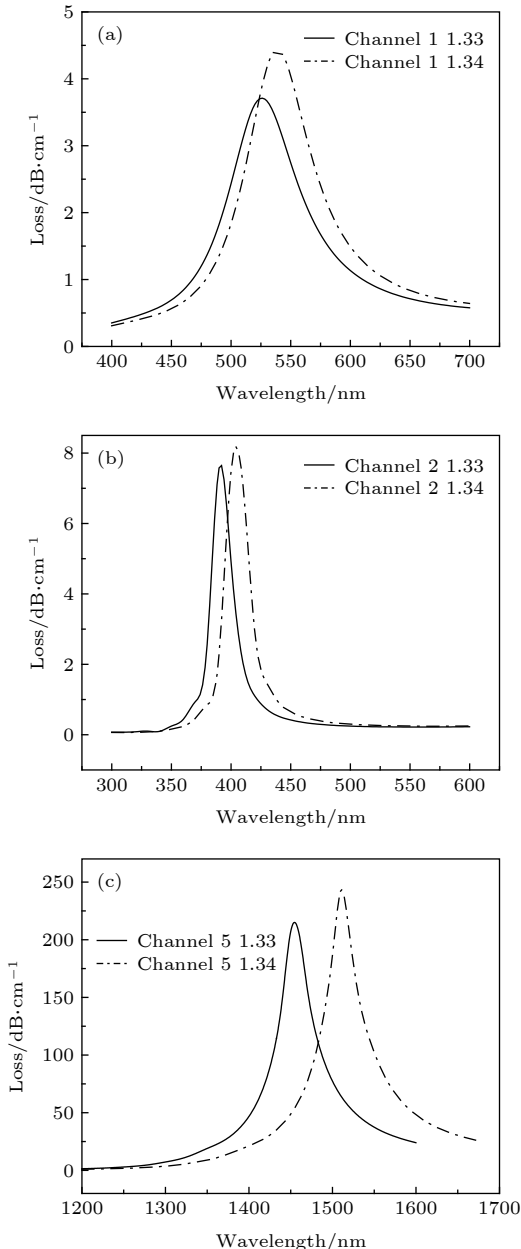 (a)
Channel 1 1.33
Channel 1 1.34
5
4
3
2
1
0
Loss/dB·cm⁻¹
400 450 500 550 600 650 700
Wavelength/nm
(b)
Channel 2 1.33
Channel 2 1.34
8
6
4
2
0
Loss/dB·cm⁻¹
300 350 400 450 500 550 600
Wavelength/nm
(c)
Channel 5 1.33
Channel 5 1.34
250
200
150
100
50
0
Loss/dB·cm⁻¹
1200 1300 1400 1500 1600 1700
Wavelength/nm